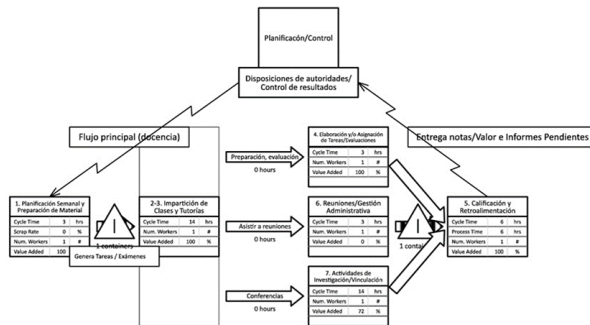 Planificacón/Control
Disposiciones de autoridades/
Control de resultados
Flujo principal (docencia)
Entrega notas/Valor e Informes Pendientes
1. Planificación Semanal y
Preparación de Material
Cycle Time 3 hrs
Scrap Rate 0 %
Num. Workers 1 #
Value Added 100
I
1 containers
Genera Tareas / Exámenes
2-3. Impartición de
Clases y Tutorías
Cycle Time 14 hrs
Num. Workers 1 #
Value Added 100 %
Preparación, evaluación
0 hours
Asistir a reuniones
0 hours
Conferencias
0 hours
4. Elaboración y/o Asignación
de Tareas/Evaluaciones
Cycle Time 3 hrs
Num. Workers 1 #
Value Added 100 %
6. Reuniones/Gestión
Administrativa
Cycle Time 3 hrs
Num. Workers 1 #
Value Added 0 %
7. Actividades de
Investigación/Vinculación
Cycle Time 14 hrs
Num. Workers 1 #
Value Added 72 %
I
1 contai
5. Calificación y
Retroalimentación
Cycle Time 6 hrs
Process Time 6 hrs
Num. Workers 1 #
Value Added 100 %